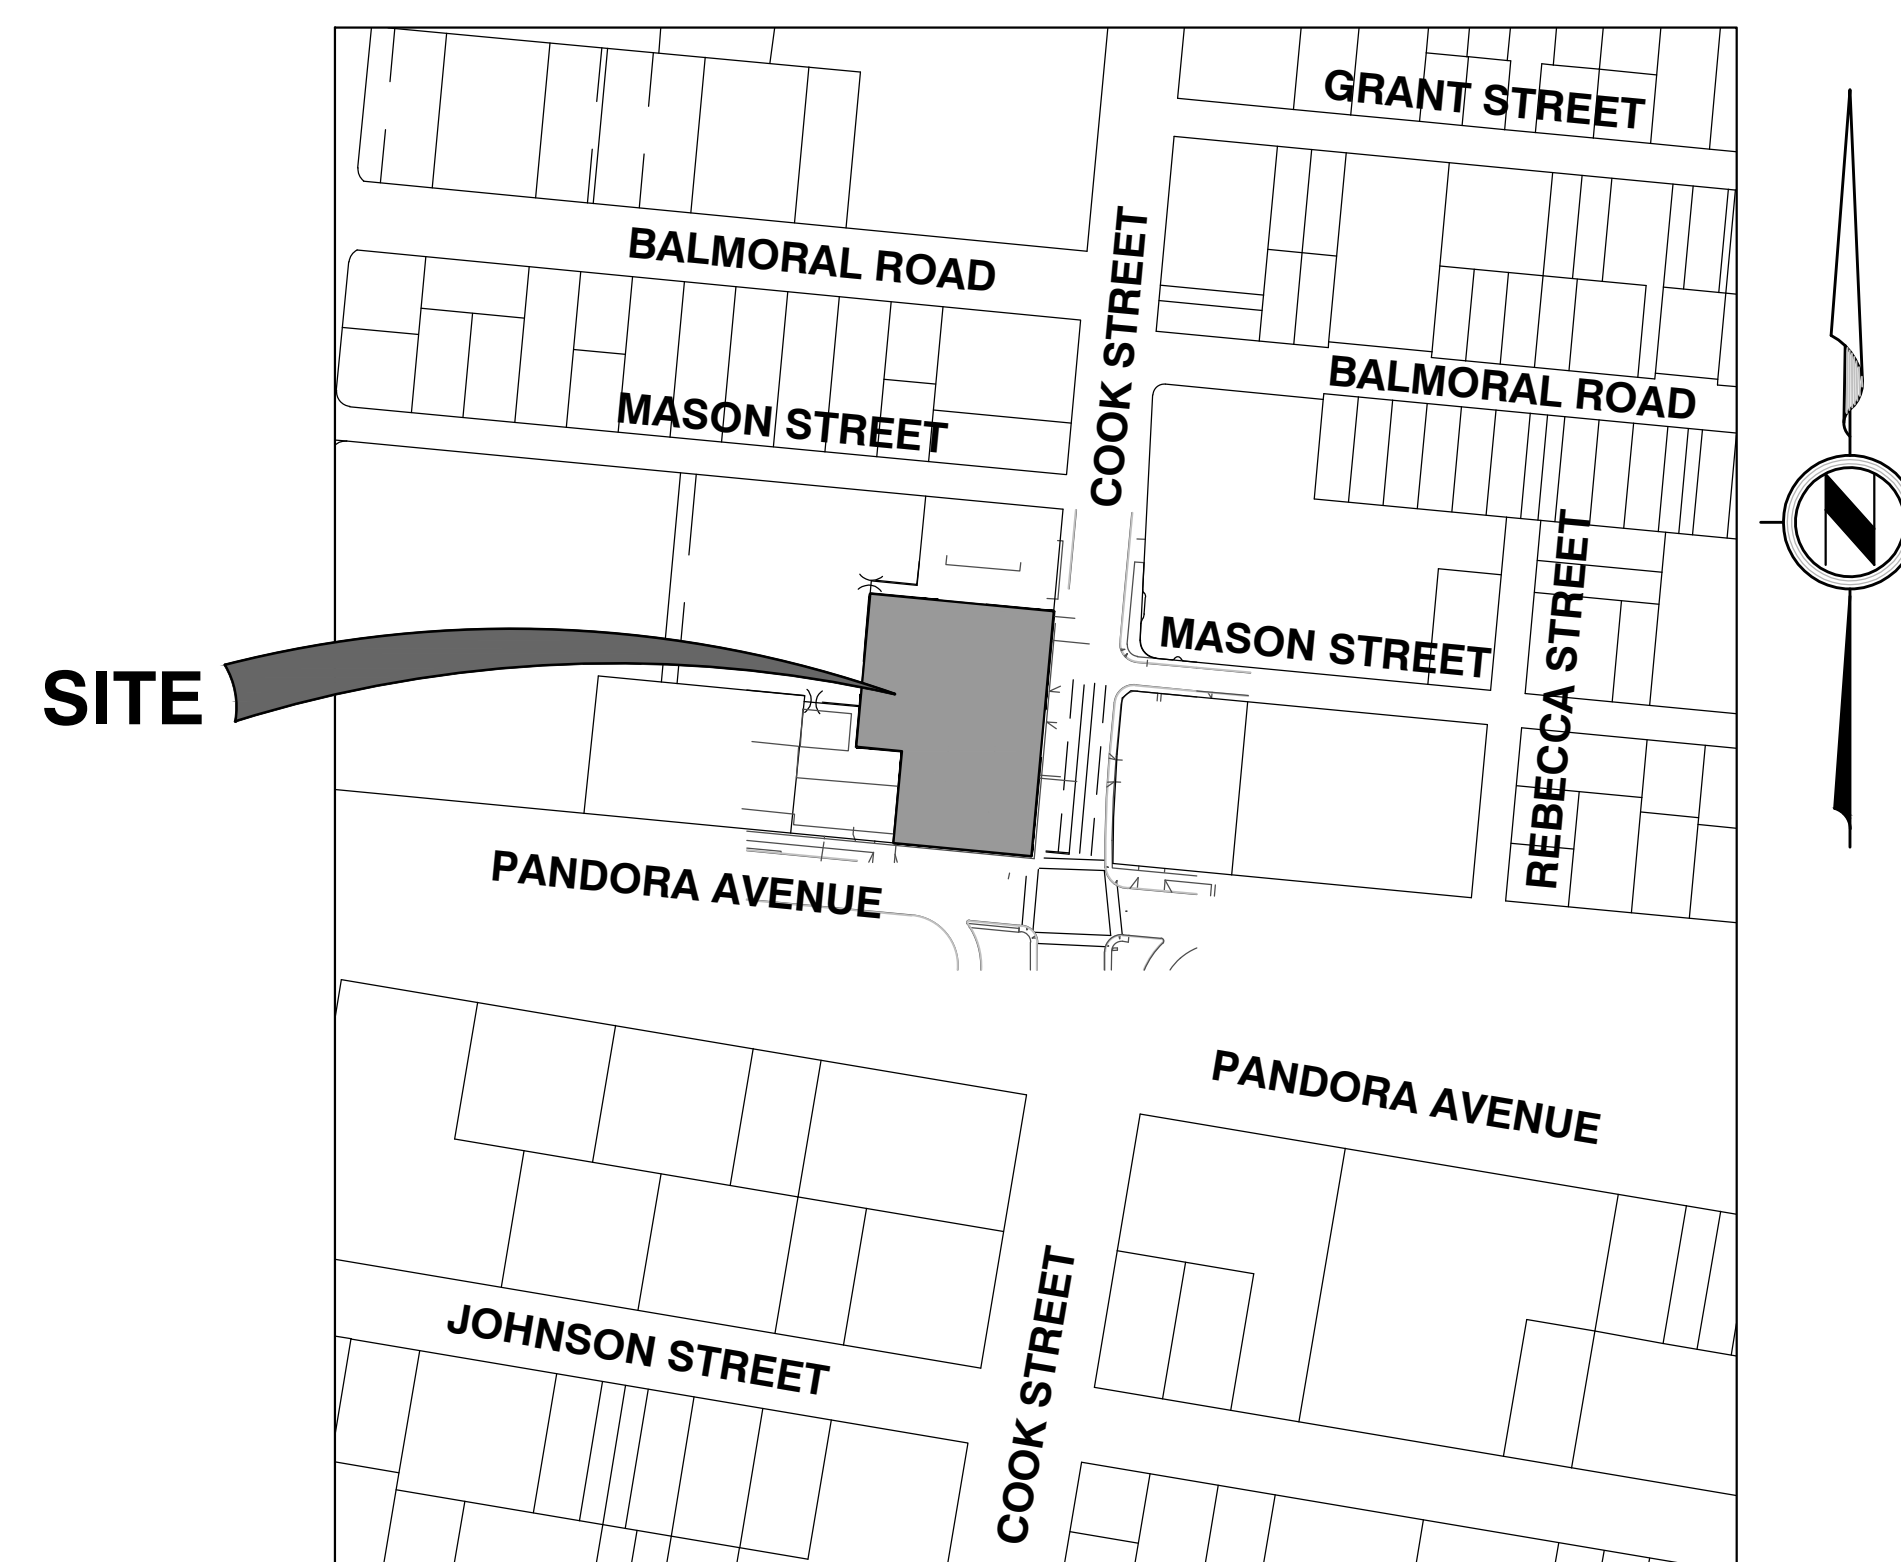 GRANT STREET
BALMORAL ROAD
COOK STREET
BALMORAL ROAD
MASON STREET
REBECCA STREET
MASON STREET
SITE
PANDORA AVENUE
PANDORA AVENUE
COOK STREET
JOHNSON STREET
N